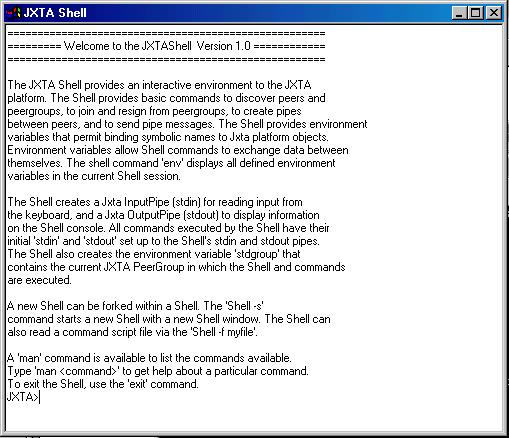 JXTA Shell
=====================================================
========= Welcome to the JXTAShell  Version 1.0 ============
=====================================================
The JXTA Shell provides an interactive environment to the JXTA
platform. The Shell provides basic commands to discover peers and
peergroups, to join and resign from peergroups, to create pipes
between peers, and to send pipe messages. The Shell provides environment
variables that permit binding symbolic names to Jxta platform objects.
Environment variables allow Shell commands to exchange data between
themselves. The shell command 'env' displays all defined environment
variables in the current Shell session.
The Shell creates a Jxta InputPipe (stdin) for reading input from
the keyboard, and a Jxta OutputPipe (stdout) to display information
on the Shell console. All commands executed by the Shell have their
initial 'stdin' and 'stdout' set up to the Shell's stdin and stdout pipes.
The Shell also creates the environment variable 'stdgroup' that
contains the current JXTA PeerGroup in which the Shell and commands
are executed.
A new Shell can be forked within a Shell. The 'Shell -s'
command starts a new Shell with a new Shell window. The Shell can
also read a command script file via the 'Shell -f myfile'.
A 'man' command is available to list the commands available.
Type 'man <command>' to get help about a particular command.
To exit the Shell, use the 'exit' command.
JXTA>